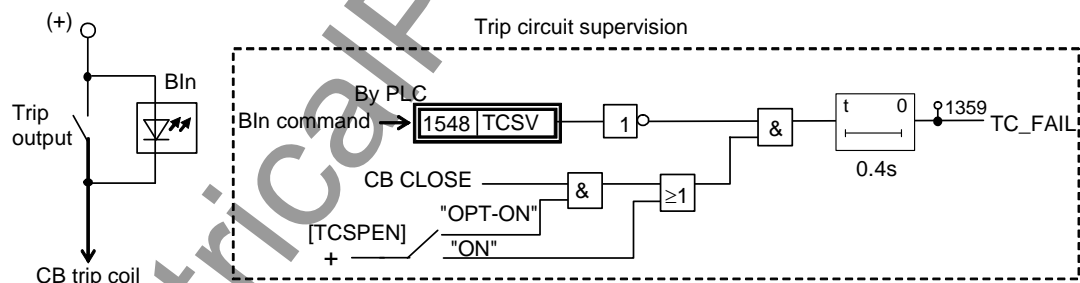 Trip circuit supervision
(+)
BIn
Trip
output
By PLC
BIn command
1548 TCSV
1
&
t 0
0.4s
1359
TC_FAIL
CB CLOSE
&
≥1
"OPT-ON"
[TCSPEN]
+
"ON"
CB trip coil